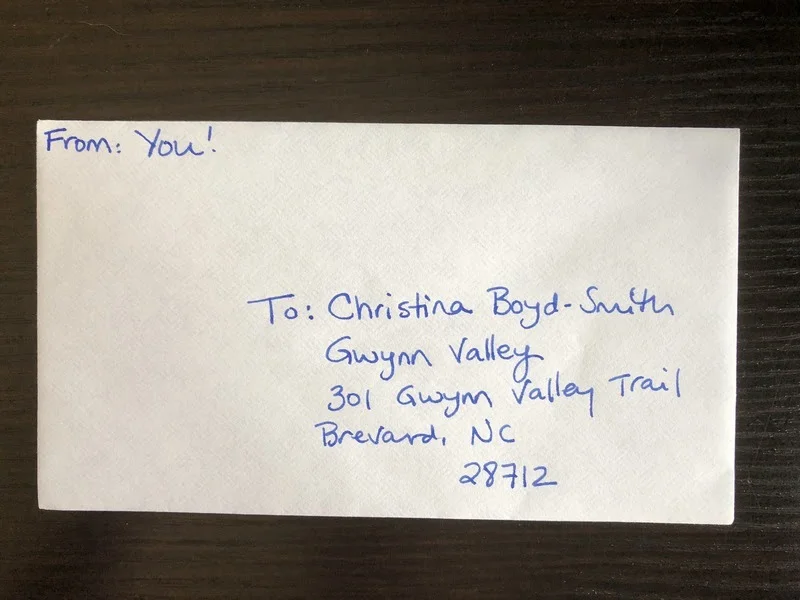 From: You!
To: Christina Boyd-Smith
Gwynn Valley
301 Gwynn Valley Trail
Brevard, NC
28712